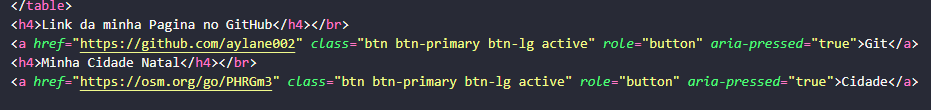 </table>
<h4>Link da minha Pagina no GitHub</h4></br>
<a href="https://github.com/aylane002" class="btn btn-primary btn-lg active" role="button" aria-pressed="true">Git</a>
<h4>Minha Cidade Natal</h4></br>
<a href="https://osm.org/go/PHRGm3" class="btn btn-primary btn-lg active" role="button" aria-pressed="true">Cidade</a>